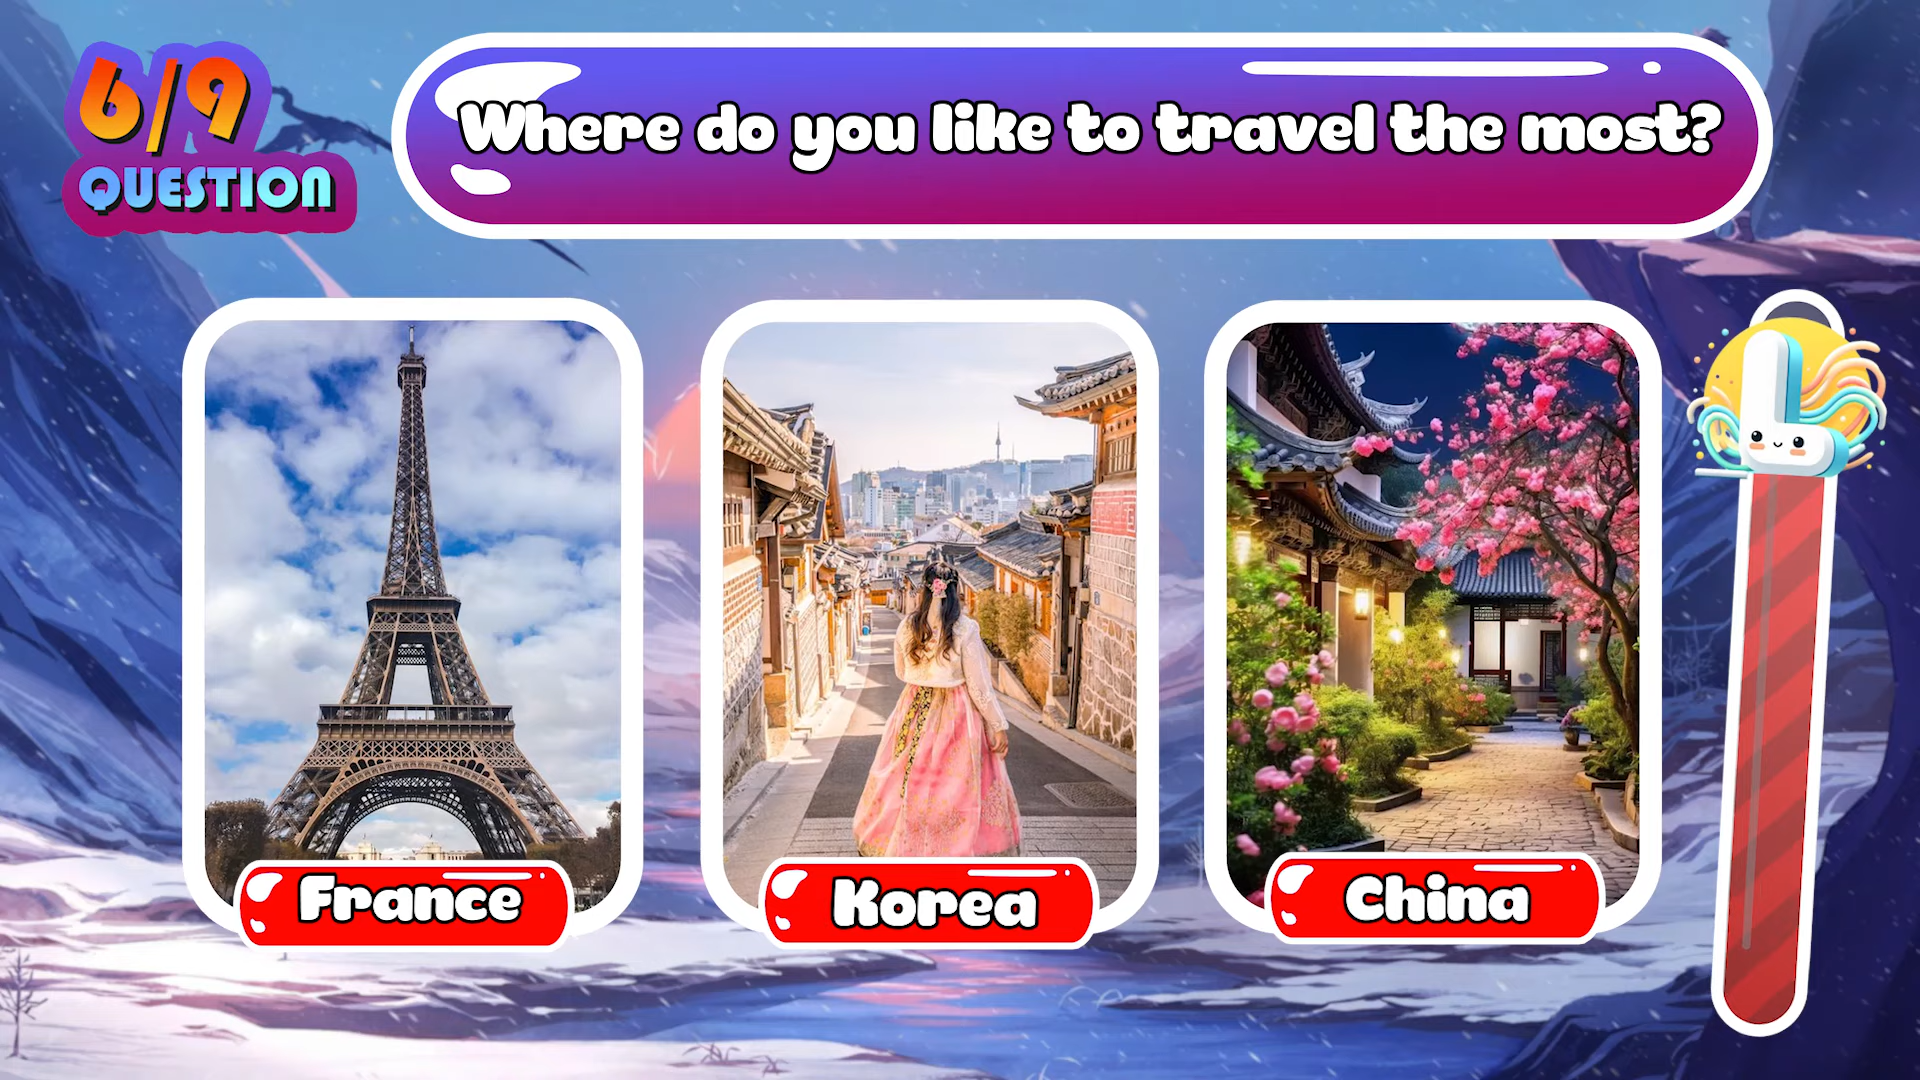 6/9
QUESTION
Where do you like to travel the most?
France
Korea
China